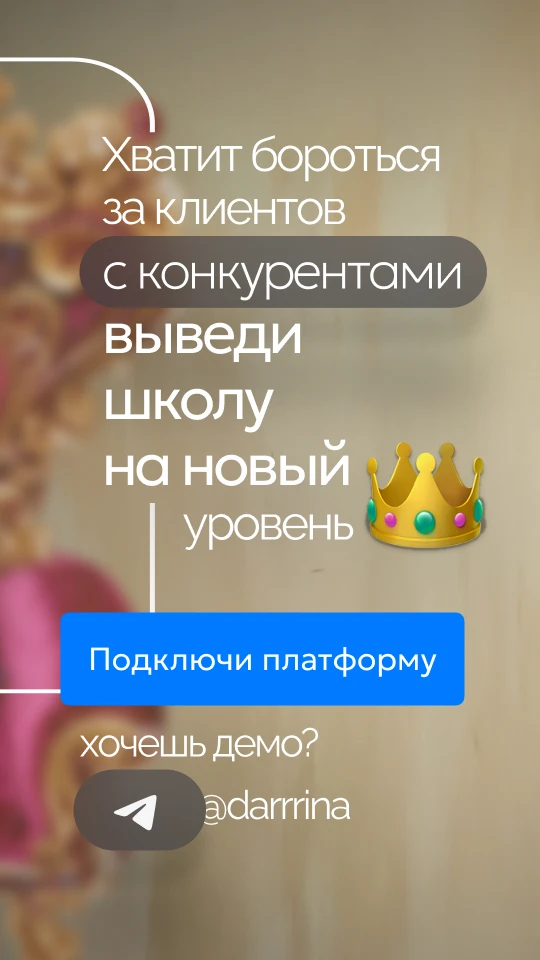 Хватит бороться
за клиентов
с конкурентами
выведи
школу
на новый
уровень
Подключи платформу
хочешь демо?
@darrrina